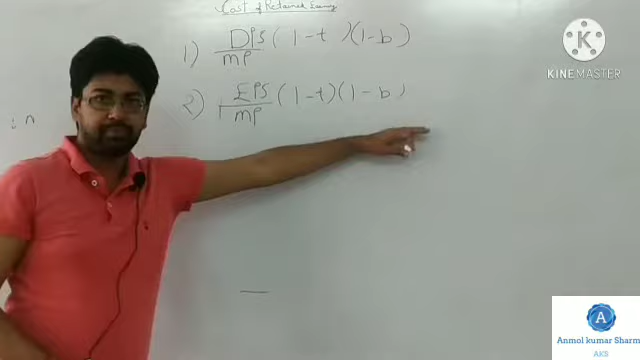 Cost of Retained Earning
1) DPS/MP (1-t)(1-b)
2) EPS/MP (1-t)(1-b)
: n
K
KINEMASTER
A
Anmol kumar Sharm
AKS